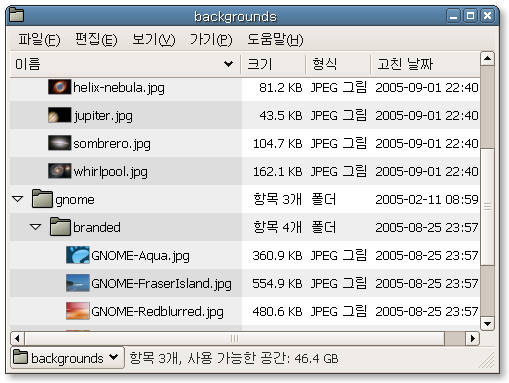 backgrounds
파일(F) 편집(E) 보기(V) 가기(P) 도움말(H)
이름 크기 형식 고친 날짜
helix-nebula.jpg 81.2 KB JPEG 그림 2005-09-01 22:40
jupiter.jpg 43.5 KB JPEG 그림 2005-09-01 22:40
sombrero.jpg 104.7 KB JPEG 그림 2005-09-01 22:40
whirlpool.jpg 162.1 KB JPEG 그림 2005-09-01 22:40
gnome 항목 3개 폴더 2005-02-11 08:59
branded 항목 4개 폴더 2005-08-25 23:57
GNOME-Aqua.jpg 360.9 KB JPEG 그림 2005-08-25 23:57
GNOME-FraserIsland.jpg 554.9 KB JPEG 그림 2005-08-25 23:57
GNOME-Redblurred.jpg 480.6 KB JPEG 그림 2005-08-25 23:57
backgrounds 항목 3개, 사용 가능한 공간: 46.4 GB